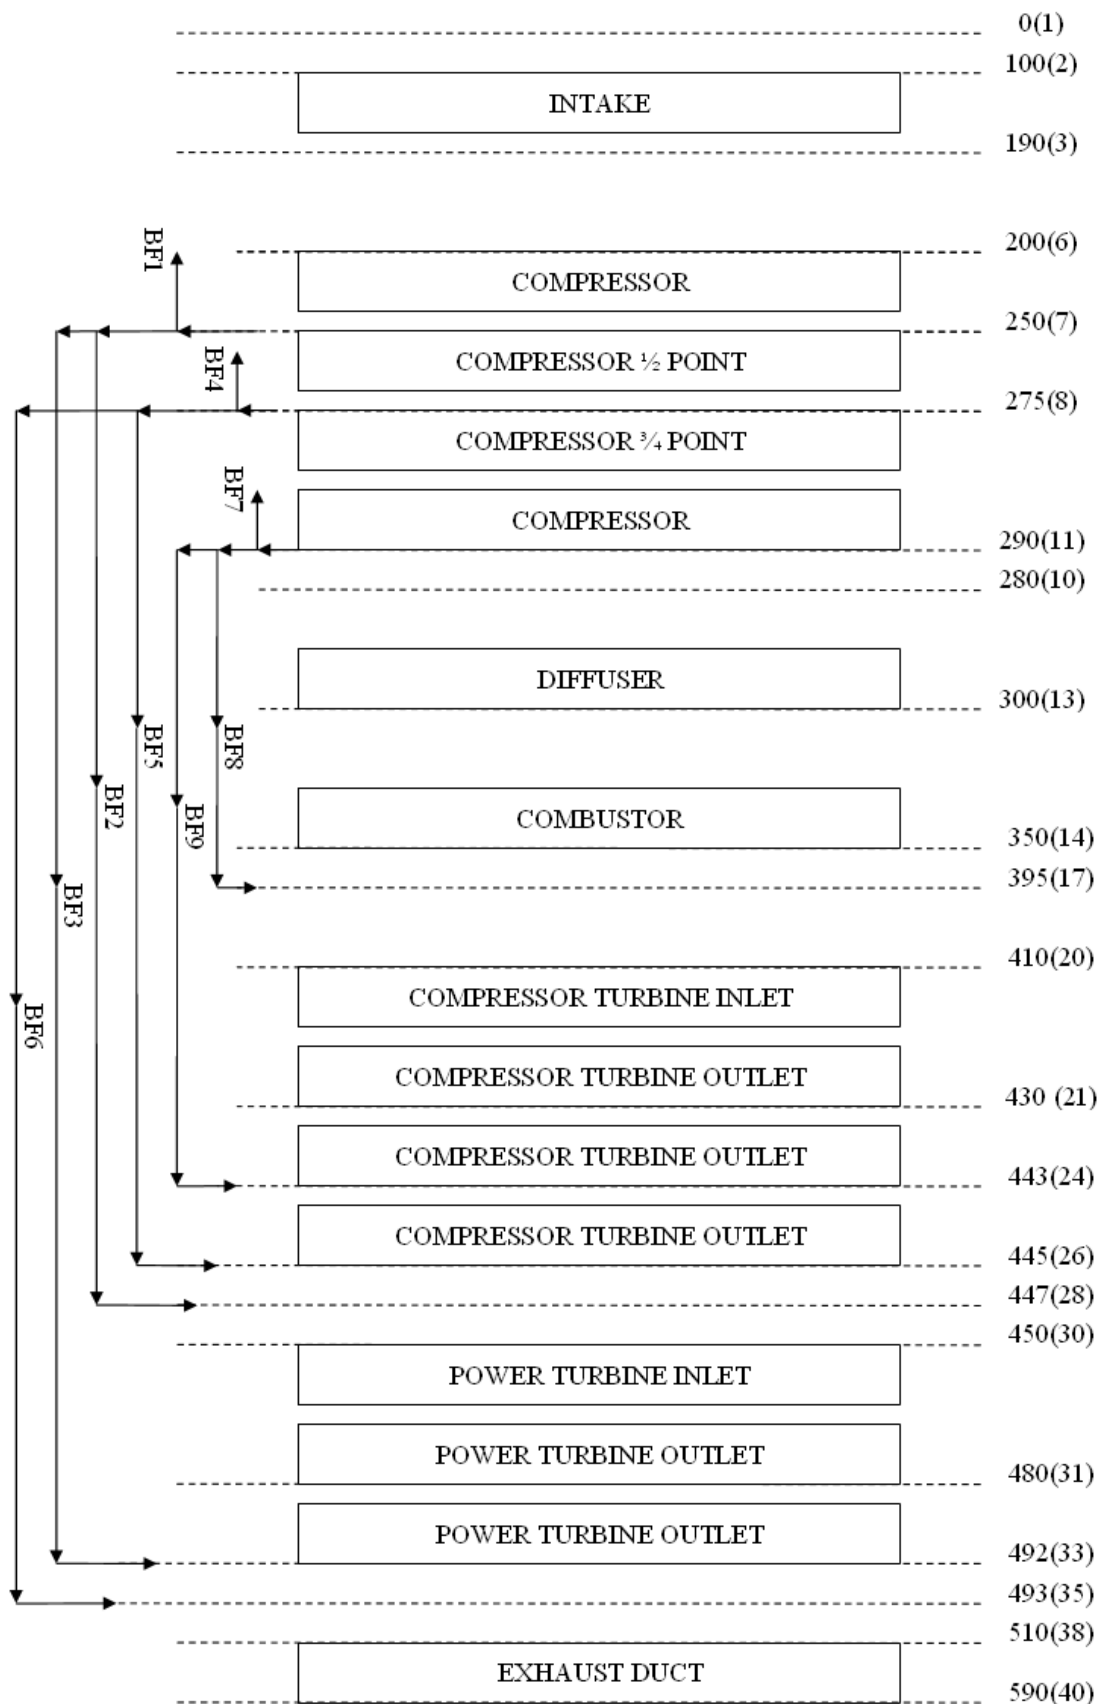 0(1)
100(2)
INTAKE
190(3)
200(6)
BF1
COMPRESSOR
250(7)
BF4
COMPRESSOR ½ POINT
275(8)
COMPRESSOR ¾ POINT
BF7
COMPRESSOR
290(11)
280(10)
DIFFUSER
300(13)
BF5
BF8
BF2
BF9
COMBUSTOR
350(14)
395(17)
BF3
410(20)
COMPRESSOR TURBINE INLET
BF6
COMPRESSOR TURBINE OUTLET
430 (21)
COMPRESSOR TURBINE OUTLET
443(24)
COMPRESSOR TURBINE OUTLET
445(26)
447(28)
450(30)
POWER TURBINE INLET
POWER TURBINE OUTLET
480(31)
POWER TURBINE OUTLET
492(33)
493(35)
510(38)
EXHAUST DUCT
590(40)